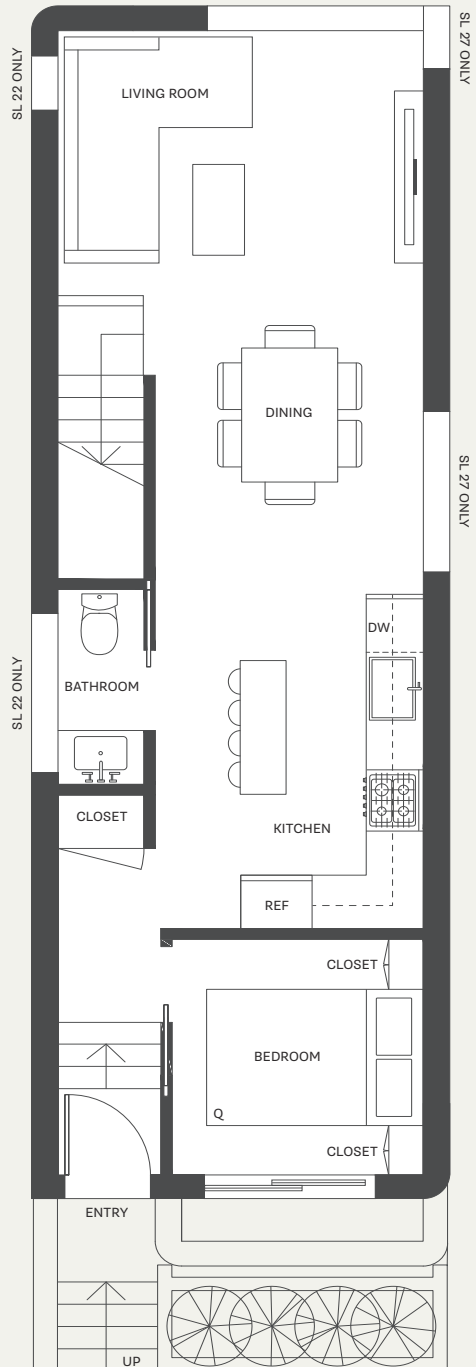 SL 22 ONLY
SL 27 ONLY
LIVING ROOM
DINING
SL 27 ONLY
DW
SL 22 ONLY
BATHROOM
CLOSET
KITCHEN
REF
CLOSET
BEDROOM
Q
CLOSET
ENTRY
UP